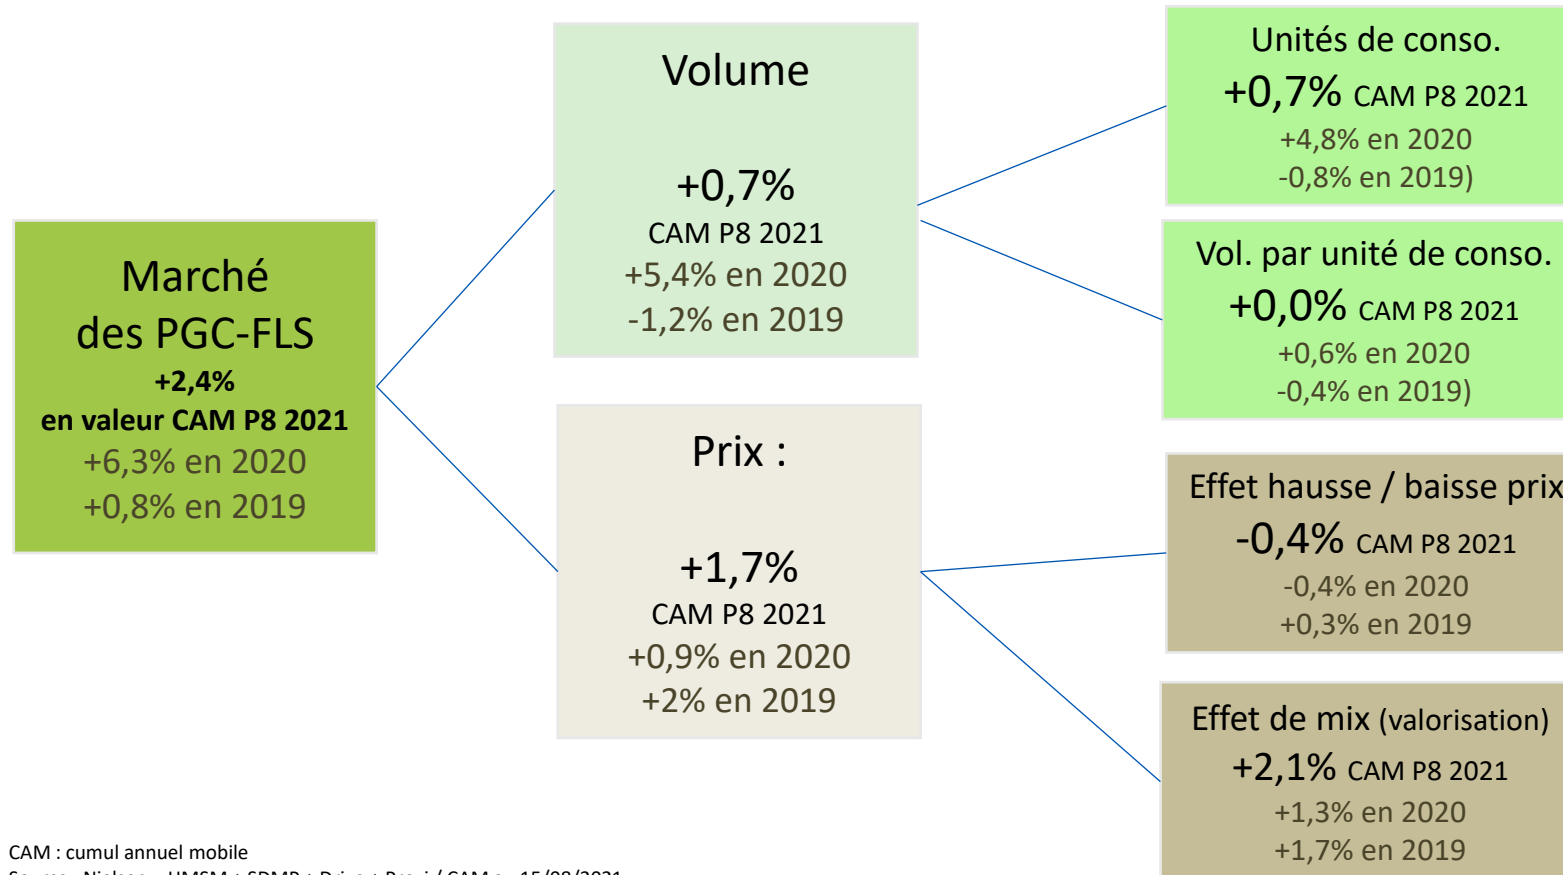 Marché
des PGC-FLS
+2,4%
en valeur CAM P8 2021
+6,3% en 2020
+0,8% en 2019
Volume
+0,7%
CAM P8 2021
+5,4% en 2020
-1,2% en 2019
Prix :
+1,7%
CAM P8 2021
+0,9% en 2020
+2% en 2019
Unités de conso.
+0,7% CAM P8 2021
+4,8% en 2020
-0,8% en 2019)
Vol. par unité de conso.
+0,0% CAM P8 2021
+0,6% en 2020
-0,4% en 2019)
Effet hausse / baisse prix
-0,4% CAM P8 2021
-0,4% en 2020
+0,3% en 2019
Effet de mix (valorisation)
+2,1% CAM P8 2021
+1,3% en 2020
+1,7% en 2019
CAM : cumul annuel mobile